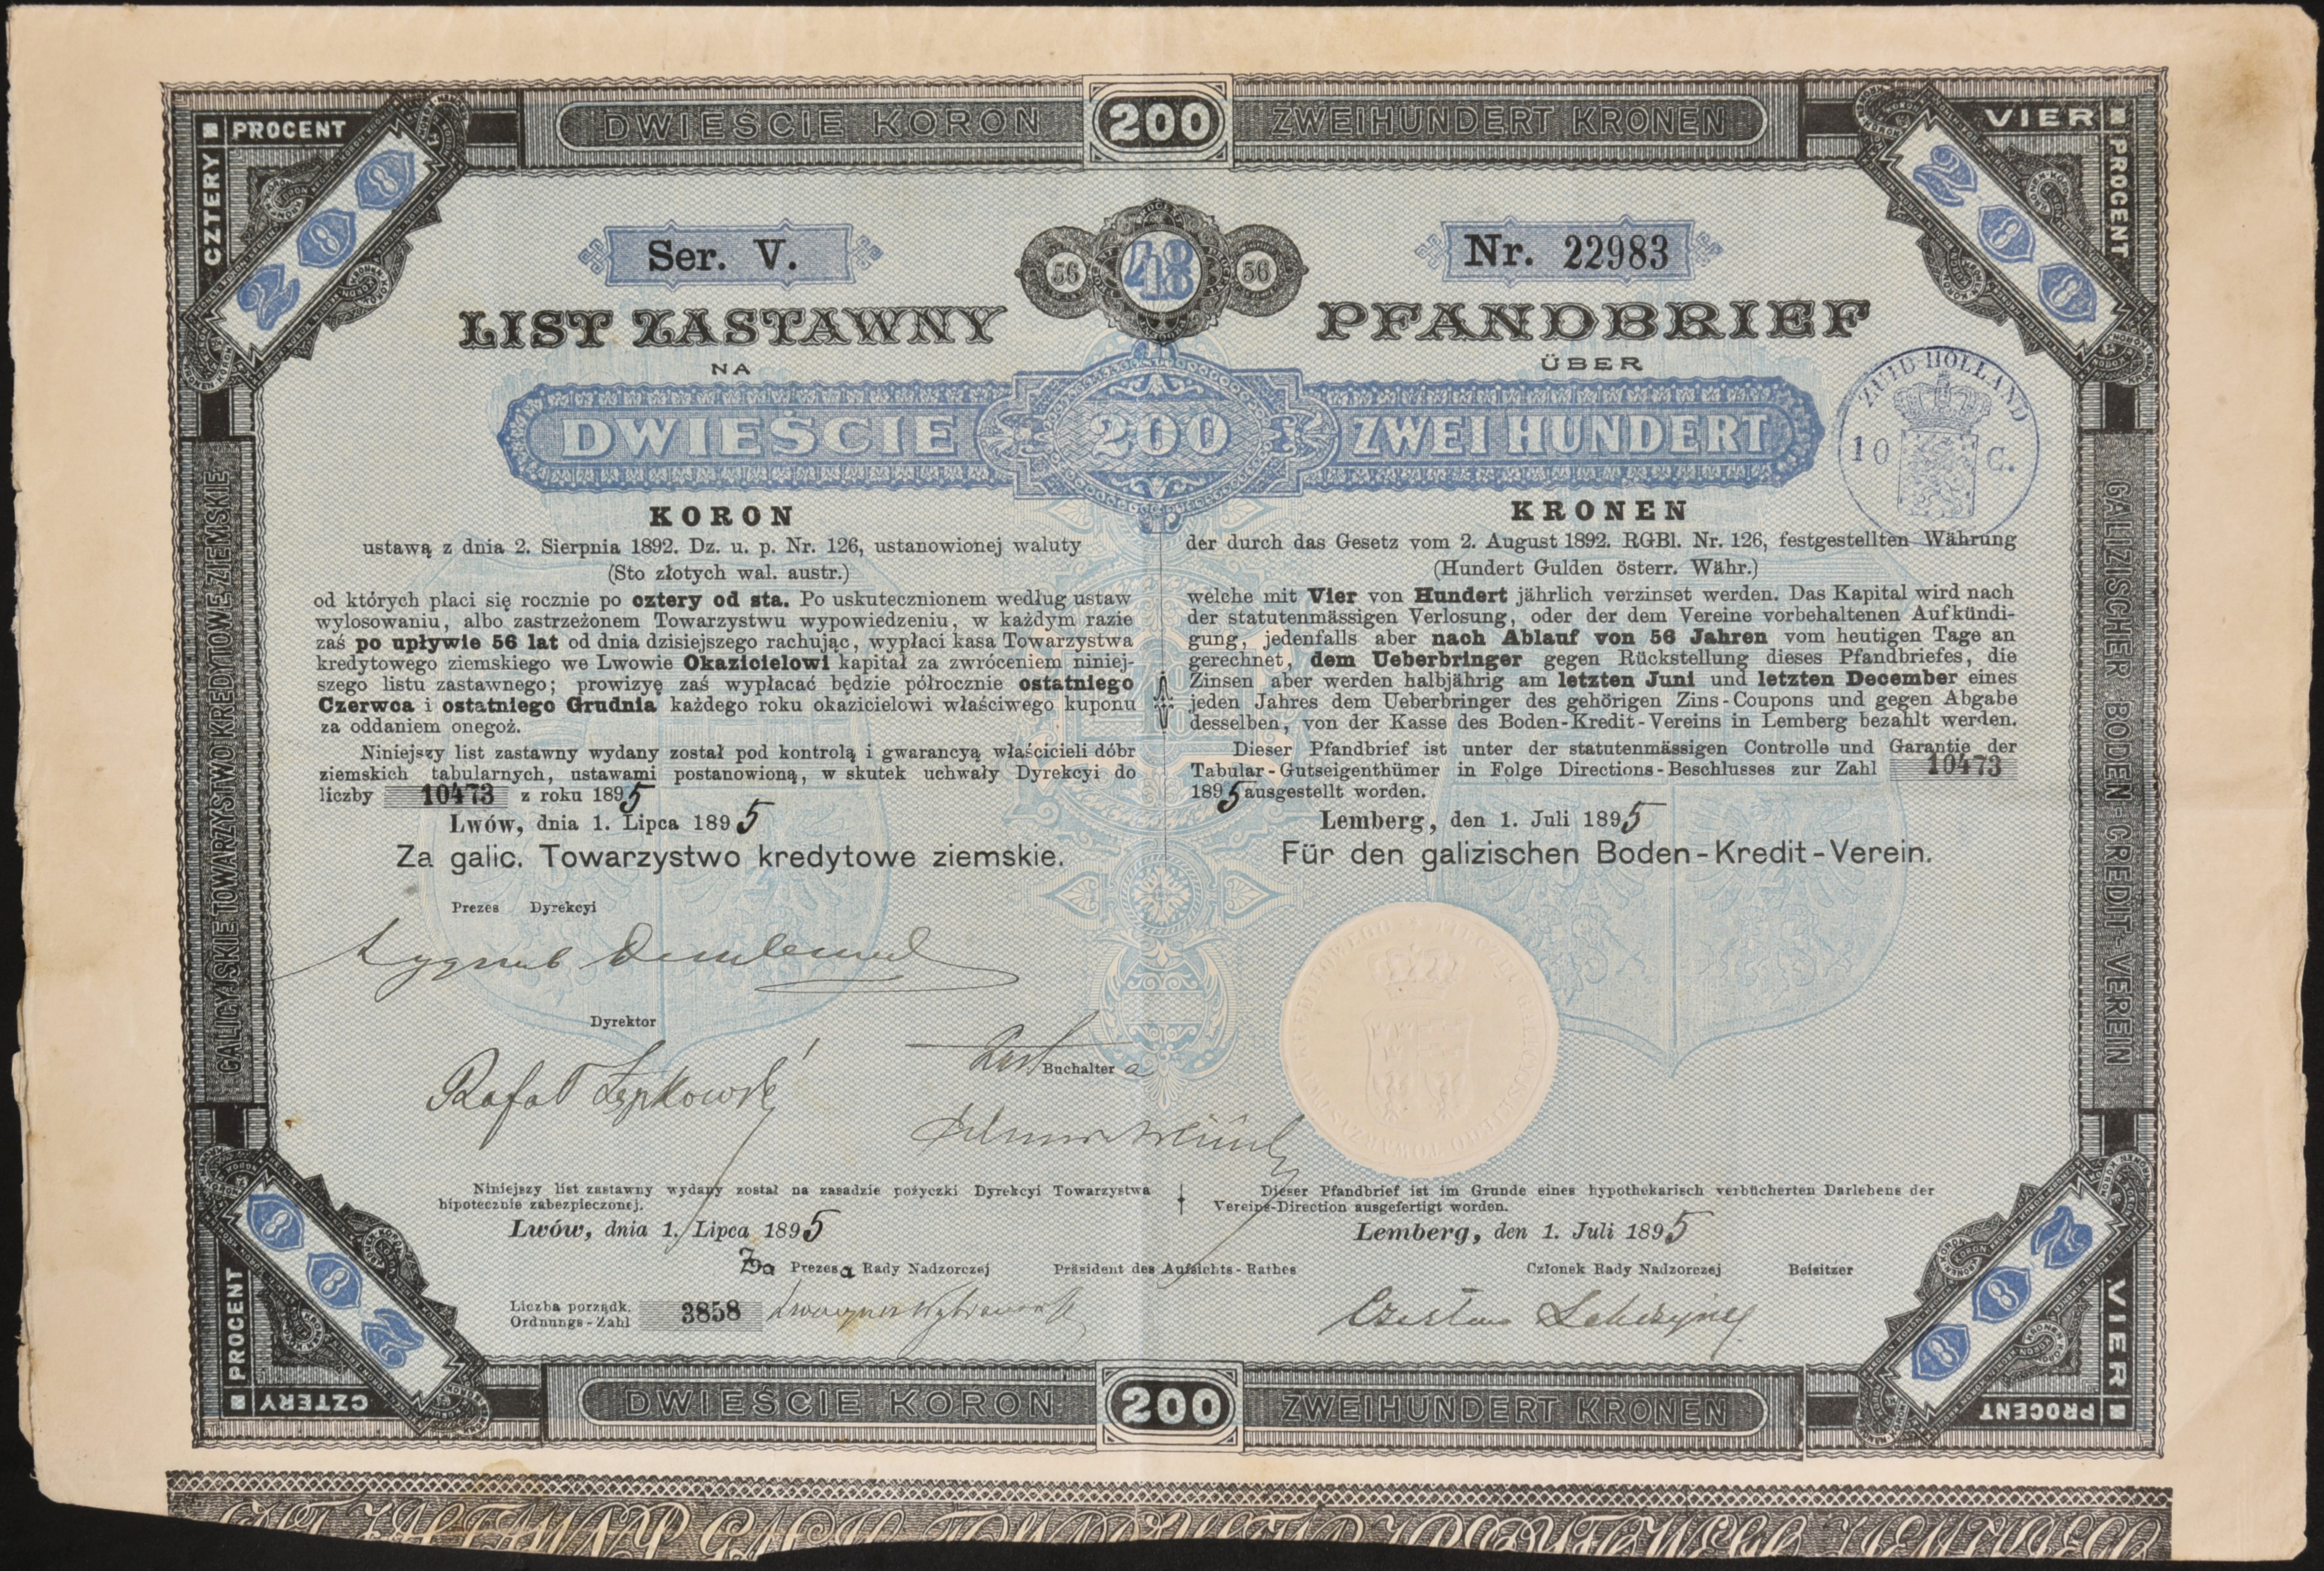 DWIEŚCIE KORON
200
ZWEIHUNDERT KRONEN
CZTERY PROCENT
VIER PROCENT
200
200
Ser. V.
56
48
56
Nr. 22983
LIST ZASTAWNY
NA
PFANDBRIEF
ÜBER
ZUID HOLLAND
10 C.
DWIEŚCIE
200
ZWEI HUNDERT
GALICYJSKIE TOWARZYSTWO KREDYTOWE ZIEMSKIE
KORON
ustawą z dnia 2. Sierpnia 1892. Dz. u. p. Nr. 126, ustanowionej waluty
(Sto złotych wal. austr.)
od których płaci się rocznie po cztery od sta. Po uskutecznionem według ustaw
wylosowaniu, albo zastrzeżonem Towarzystwu wypowiedzeniu, w każdym razie
zaś po upływie 56 lat od dnia dzisiejszego rachując, wypłaci kasa Towarzystwa
kredytowego ziemskiego we Lwowie Okazicielowi kapitał za zwróceniem niniej-
szego listu zastawnego; prowizyę zaś wypłacać będzie półrocznie ostatniego
Czerwca i ostatniego Grudnia każdego roku okazicielowi właściwego kuponu
za oddaniem onegoż.
Niniejszy list zastawny wydany został pod kontrolą i gwarancyą właścicieli dóbr
ziemskich tabularnych, ustawami postanowioną, w skutek uchwały Dyrekcyi do
liczby 10473 z roku 1895
Lwów, dnia 1. Lipca 1895
Za galic. Towarzystwo kredytowe ziemskie.
KRONEN
der durch das Gesetz vom 2. August 1892. RGBl. Nr. 126, festgestellten Währung
(Hundert Gulden österr. Währ.)
welche mit Vier von Hundert jährlich verzinset werden. Das Kapital wird nach
der statutenmässigen Verlosung, oder der dem Vereine vorbehaltenen Aufkündi-
gung, jedenfalls aber nach Ablauf von 56 Jahren vom heutigen Tage an
gerechnet, dem Ueberbringer gegen Rückstellung dieses Pfandbriefes, die
Zinsen aber werden halbjährig am letzten Juni und letzten December eines
jeden Jahres dem Ueberbringer des gehörigen Zins-Coupons und gegen Abgabe
desselben, von der Kasse des Boden-Kredit-Vereins in Lemberg bezahlt werden.
Dieser Pfandbrief ist unter der statutenmässigen Controlle und Garantie der
Tabular-Gutseigenthümer in Folge Directions-Beschlusses zur Zahl 10473
1895 ausgestellt worden.
Lemberg, den 1. Juli 1895
Für den galizischen Boden-Kredit-Verein.
GALIZISCHER BODEN-CREDIT-VEREIN
Prezes Dyrekcyi
Dyrektor
Rafał Łępkowski
Buchaltera
Niniejszy list zastawny wydany został na zasadzie pożyczki Dyrekcyi Towarzystwa
hipotecznie zabezpieczonej.
Lwów, dnia 1. Lipca 1895
Dieser Pfandbrief ist im Grunde eines hypothekarisch verbücherten Darlehens der
Vereins-Direction ausgefertigt worden.
Lemberg, den 1. Juli 1895
Za Prezesa Rady Nadzorczej
Präsident des Aufsichts-Rathes
Członek Rady Nadzorczej
Beisitzer
Liczba porządk.
Ordnungs-Zahl
3858
200
200
CZTERY PROCENT
VIER PROCENT
DWIEŚCIE KORON
200
ZWEIHUNDERT KRONEN